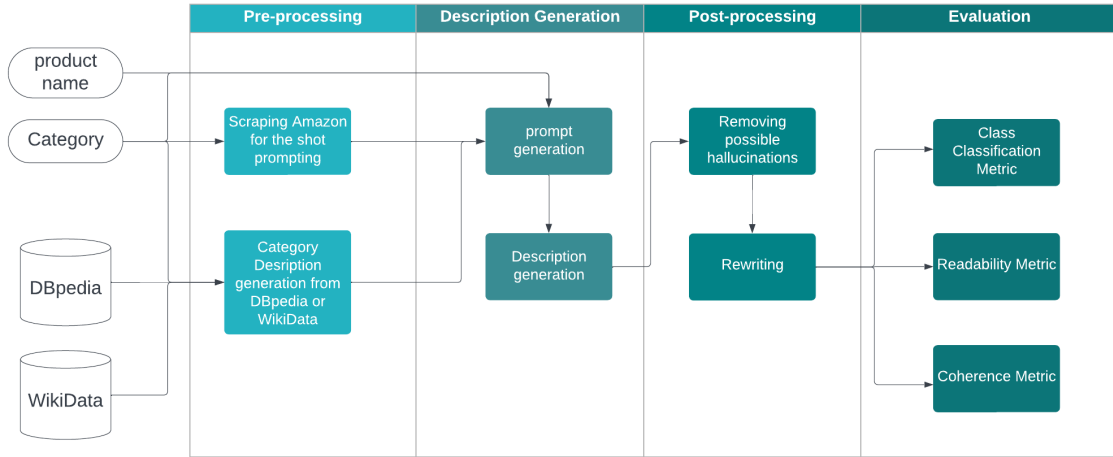 Pre-processing
Description Generation
Post-processing
Evaluation
product
name
Category
DBpedia
WikiData
Scraping Amazon
for the shot
prompting
Category
Desription
generation from
DBpedia or
WikiData
prompt
generation
Description
generation
Removing
possible
hallucinations
Rewriting
Class
Classification
Metric
Readability Metric
Coherence Metric